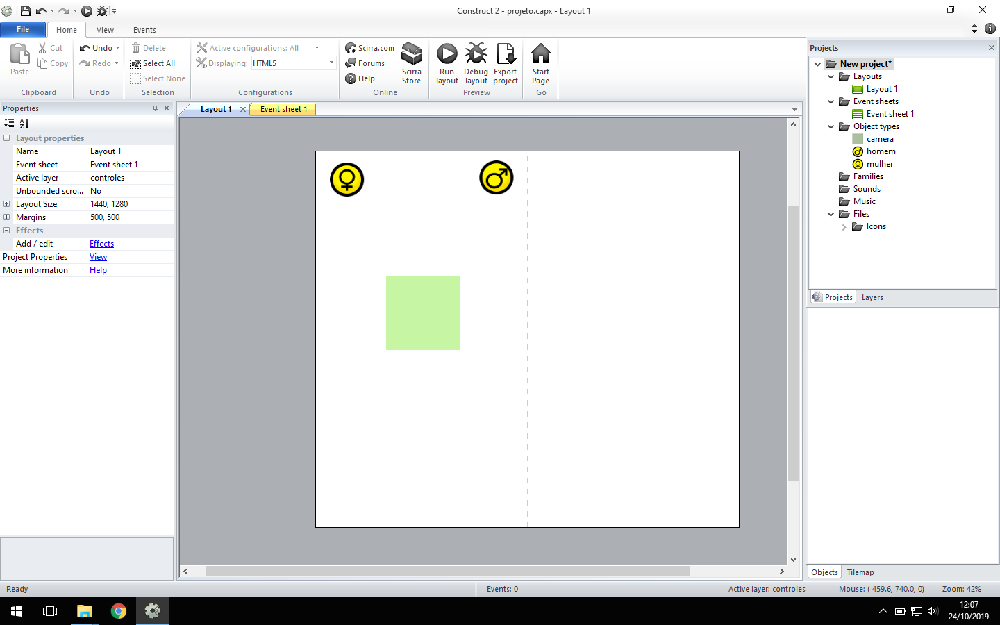 Construct 2 - projeto.capx - Layout 1
File Home View Events
Paste Cut Copy Clipboard
Undo Redo Undo
Delete Select All Select None Selection
Active configurations: All
Displaying: HTML5
Configurations
Scirra.com Forums Help Scirra Store Online
Run layout Debug layout Export project Preview
Start Page Go
Properties
Layout properties
Name Layout 1
Event sheet Event sheet 1
Active layer controles
Unbounded scro... No
Layout Size 1440, 1280
Margins 500, 500
Effects
Add / edit Effects
Project Properties View
More information Help
Layout 1 Event sheet 1
Projects
New project*
Layouts
Layout 1
Event sheets
Event sheet 1
Object types
camera
homem
mulher
Families
Sounds
Music
Files
Icons
Projects Layers
Objects Tilemap
Ready Events: 0 Active layer: controles Mouse: (-459.6, 740.0, 0) Zoom: 42%
12:07
24/10/2019